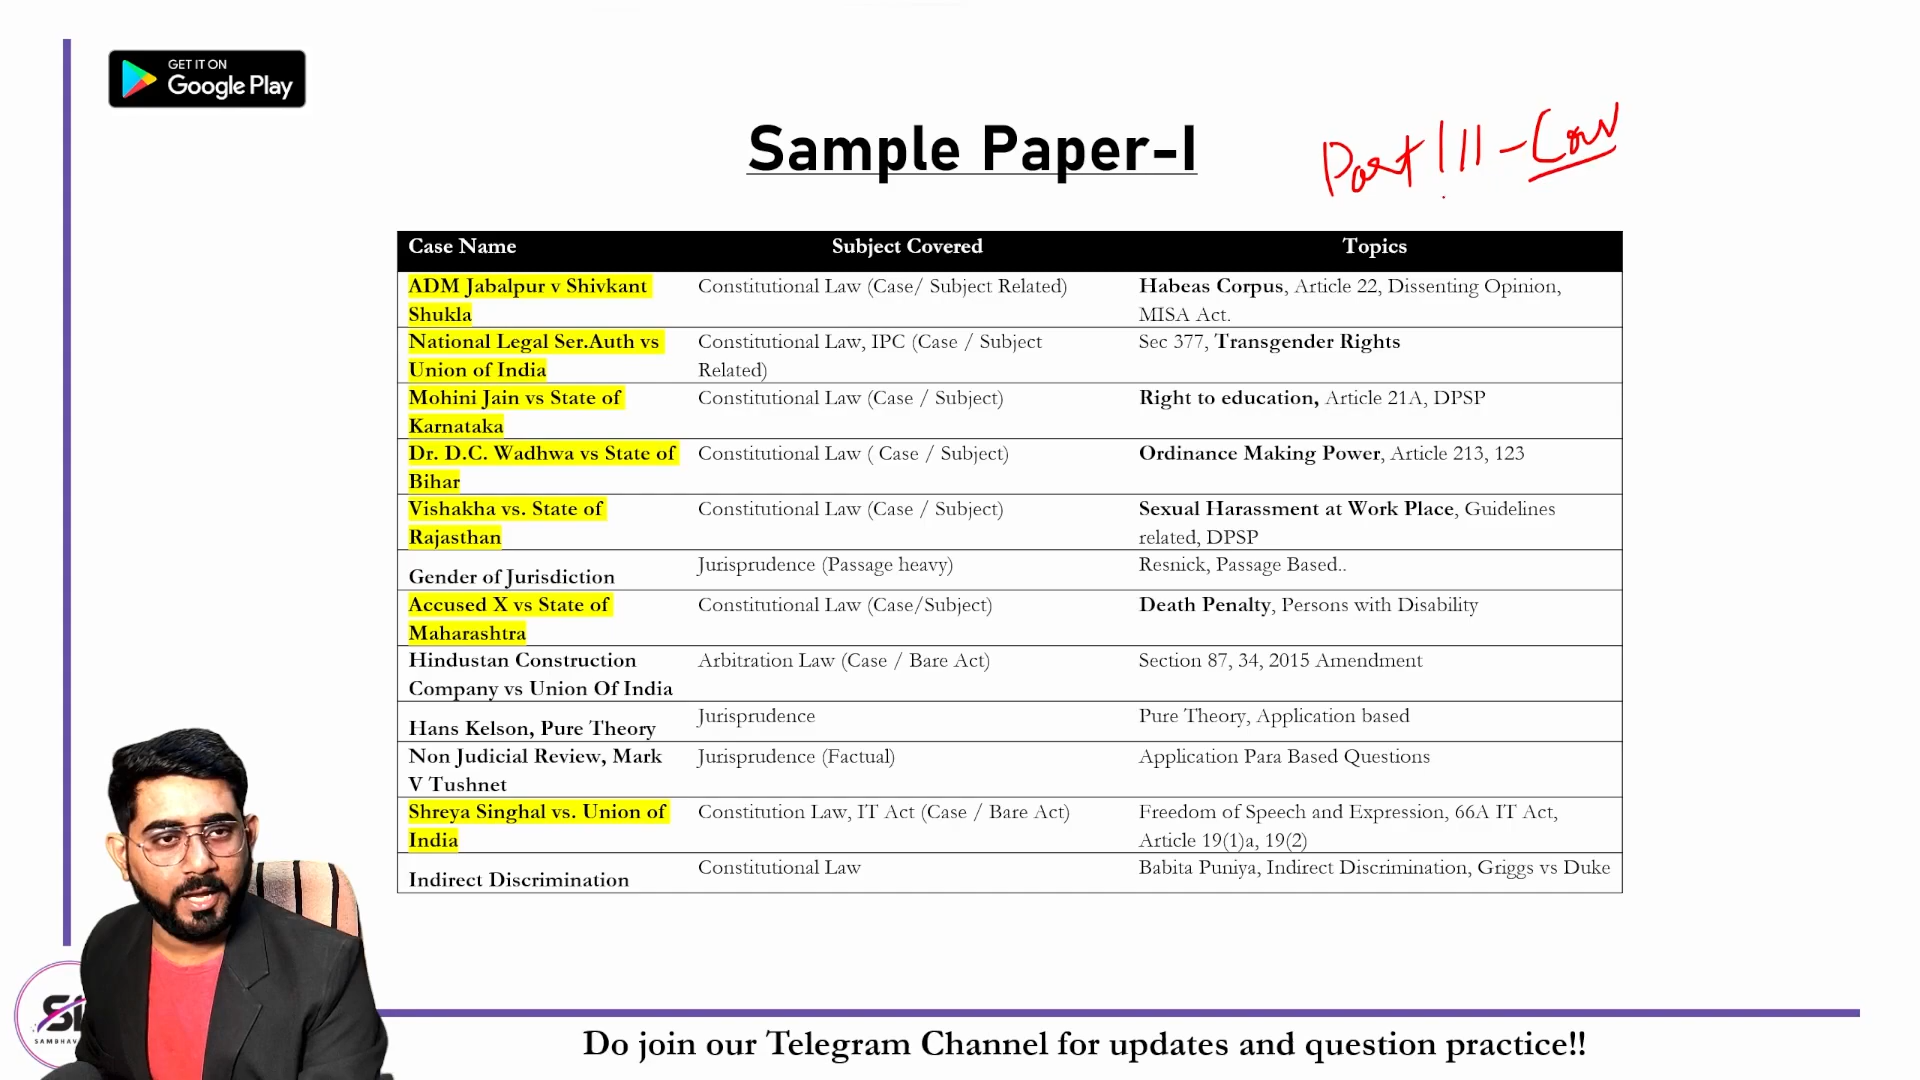 GET IT ON
Google Play
Sample Paper-I
Part III - Con
Case Name Subject Covered Topics
ADM Jabalpur v Shivkant Constitutional Law (Case/ Subject Related) Habeas Corpus, Article 22, Dissenting Opinion,
Shukla MISA Act.
National Legal Ser.Auth vs Constitutional Law, IPC (Case / Subject Sec 377, Transgender Rights
Union of India Related)
Mohini Jain vs State of Constitutional Law (Case / Subject) Right to education, Article 21A, DPSP
Karnataka
Dr. D.C. Wadhwa vs State of Constitutional Law ( Case / Subject) Ordinance Making Power, Article 213, 123
Bihar
Vishakha vs. State of Constitutional Law (Case / Subject) Sexual Harassment at Work Place, Guidelines
Rajasthan related, DPSP
Gender of Jurisdiction Jurisprudence (Passage heavy) Resnick, Passage Based..
Accused X vs State of Constitutional Law (Case/Subject) Death Penalty, Persons with Disability
Maharashtra
Hindustan Construction Arbitration Law (Case / Bare Act) Section 87, 34, 2015 Amendment
Company vs Union Of India
Hans Kelson, Pure Theory Jurisprudence Pure Theory, Application based
Non Judicial Review, Mark Jurisprudence (Factual) Application Para Based Questions
V Tushnet
Shreya Singhal vs. Union of Constitution Law, IT Act (Case / Bare Act) Freedom of Speech and Expression, 66A IT Act,
India Article 19(1)a, 19(2)
Indirect Discrimination Constitutional Law Babita Puniya, Indirect Discrimination, Griggs vs Duke
Do join our Telegram Channel for updates and question practice!!